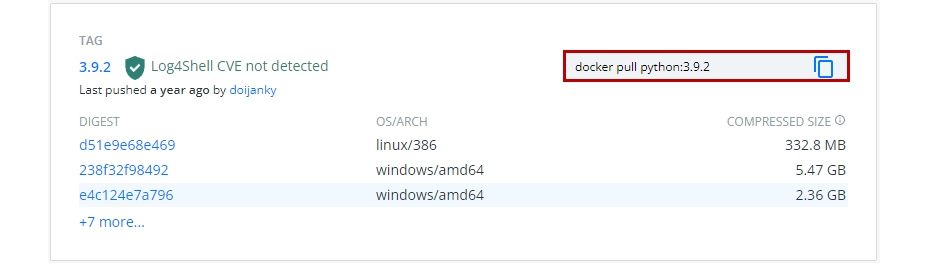 TAG
3.9.2 Log4Shell CVE not detected docker pull python:3.9.2
Last pushed a year ago by doijanky
DIGEST OS/ARCH COMPRESSED SIZE
d51e9e68e469 linux/386 332.8 MB
238f32f98492 windows/amd64 5.47 GB
e4c124e7a796 windows/amd64 2.36 GB
+7 more...